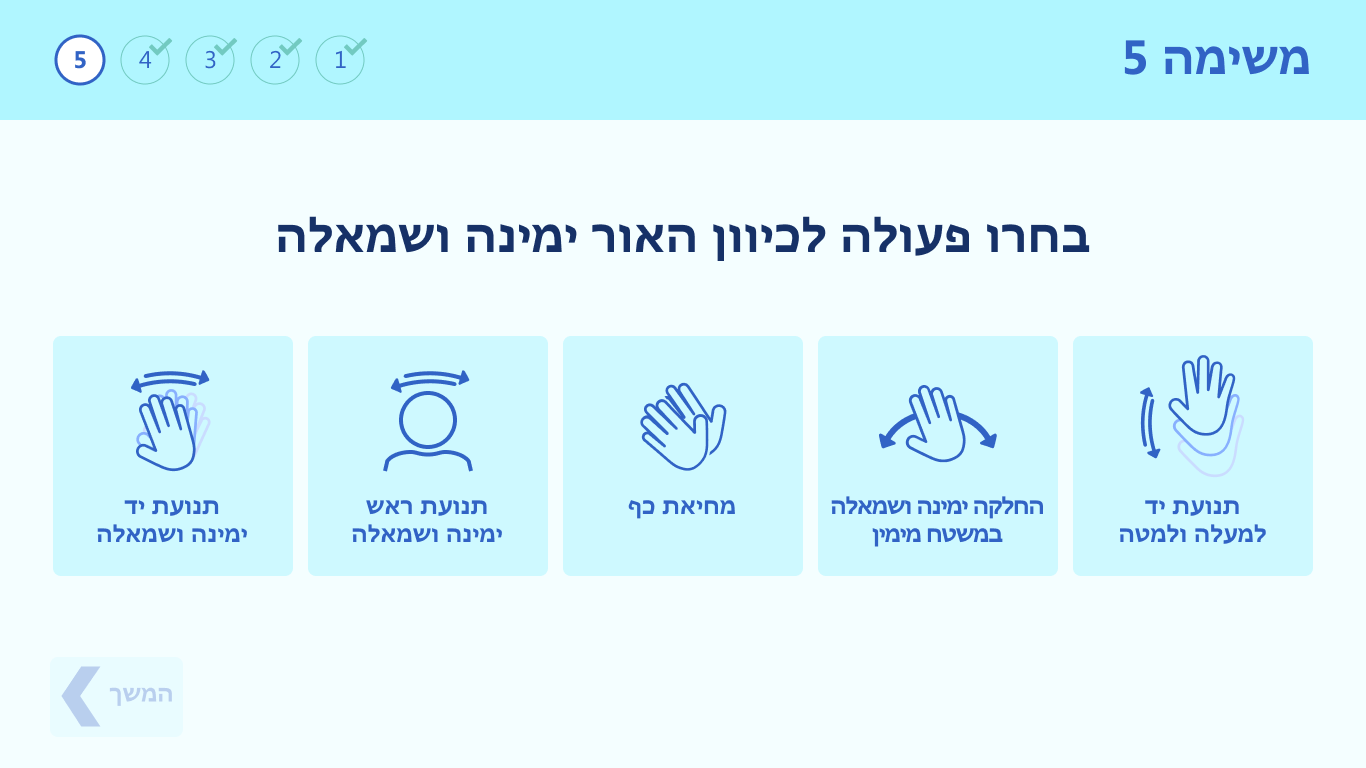 משימה 5
1 2 3 4 5
בחרו פעולה לכיוון האור ימינה ושמאלה
תנועת יד
למעלה ולמטה
החלקה ימינה ושמאלה
במשטח מימין
מחיאת כף
תנועת ראש
ימינה ושמאלה
תנועת יד
ימינה ושמאלה
המשך